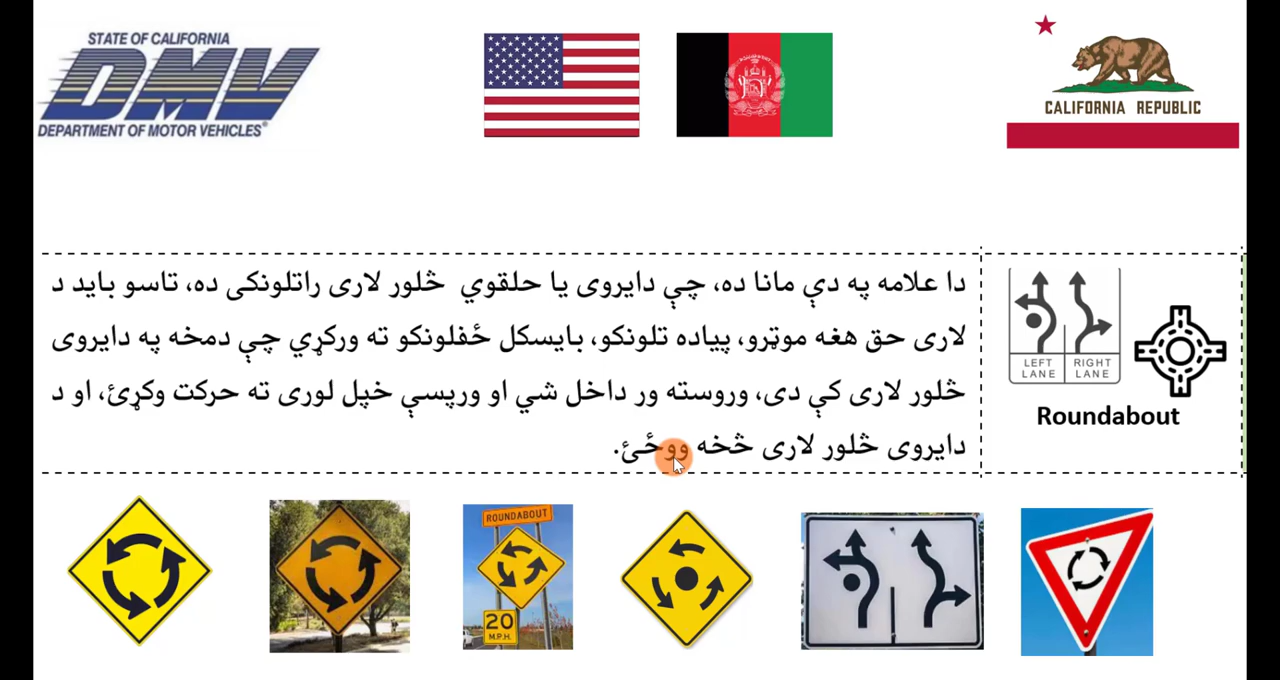 STATE OF CALIFORNIA
DMV
DEPARTMENT OF MOTOR VEHICLES®
CALIFORNIA REPUBLIC
دا علامه په دې مانا ده، چې دایروی یا حلقوي څلور لاری راتلونکی ده، تاسو باید د
لاری حق هغه موټرو، پیاده تلونکو، بایسکل ځفلونکو ته ورکړي چې دمخه په دایروی
څلور لاری کې دی، وروسته ور داخل شي او ورپسې خپل لوری ته حرکت وکړئ، او د
دایروی څلور لاری څخه ووځئ.
LEFT LANE
RIGHT LANE
Roundabout
ROUNDABOUT
20
M.P.H.